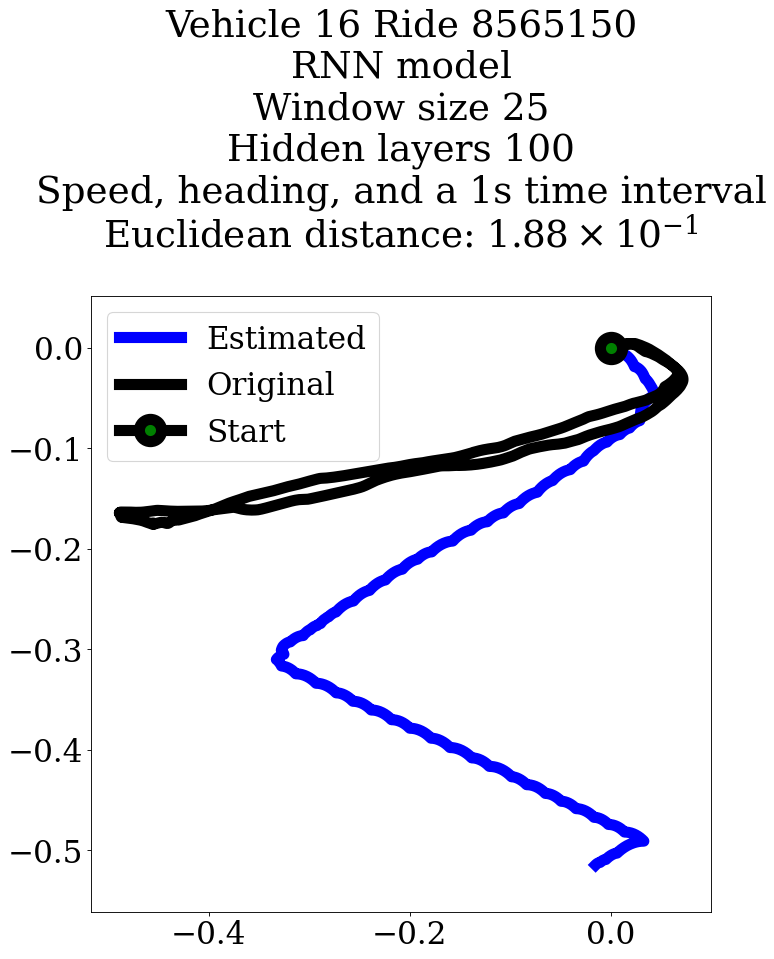 Vehicle 16 Ride 8565150
RNN model
Window size 25
Hidden layers 100
Speed, heading, and a 1s time interval
Euclidean distance: 1.88 × 10⁻¹
Estimated
Original
Start
0.0
−0.1
−0.2
−0.3
−0.4
−0.5
−0.4 −0.2 0.0